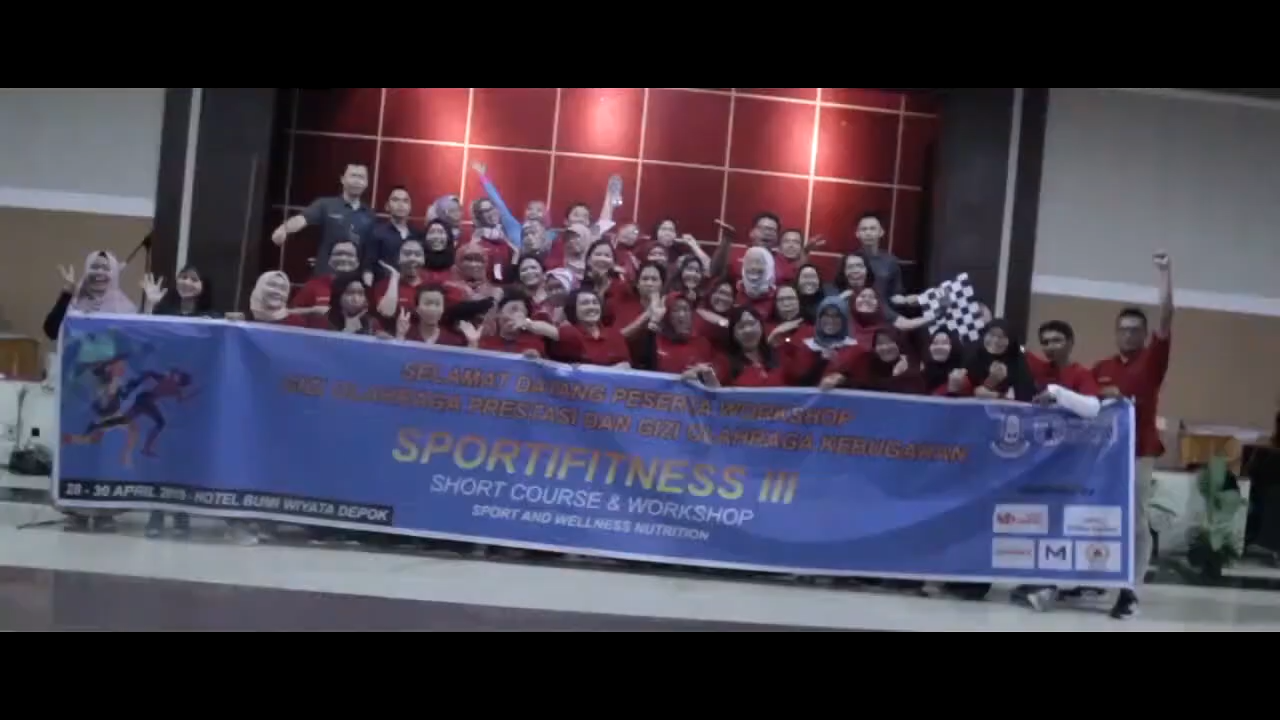 SELAMAT DATANG PESERTA WORKSHOP
GIZI OLAHRAGA PRESTASI DAN GIZI OLAHRAGA KEBUGARAN
SPORTIFITNESS III
SHORT COURSE & WORKSHOP
SPORT AND WELLNESS NUTRITION
28 - 30 APRIL 2019 - HOTEL BUMI WIYATA DEPOK
M